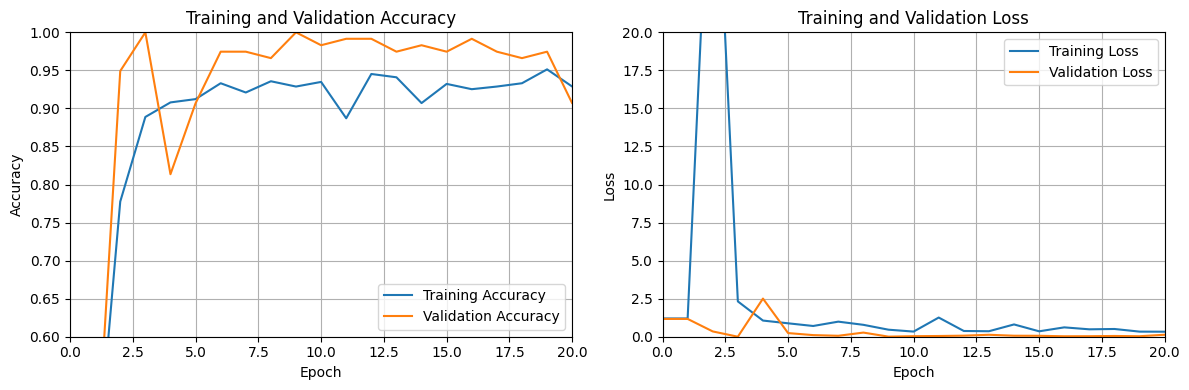 Training and Validation Accuracy
1.00
0.95
0.90
0.85
0.80
0.75
0.70
0.65
0.60
Accuracy
0.0 2.5 5.0 7.5 10.0 12.5 15.0 17.5 20.0
Epoch
Training Accuracy
Validation Accuracy
Training and Validation Loss
20.0
17.5
15.0
12.5
10.0
7.5
5.0
2.5
0.0
Loss
0.0 2.5 5.0 7.5 10.0 12.5 15.0 17.5 20.0
Epoch
Training Loss
Validation Loss